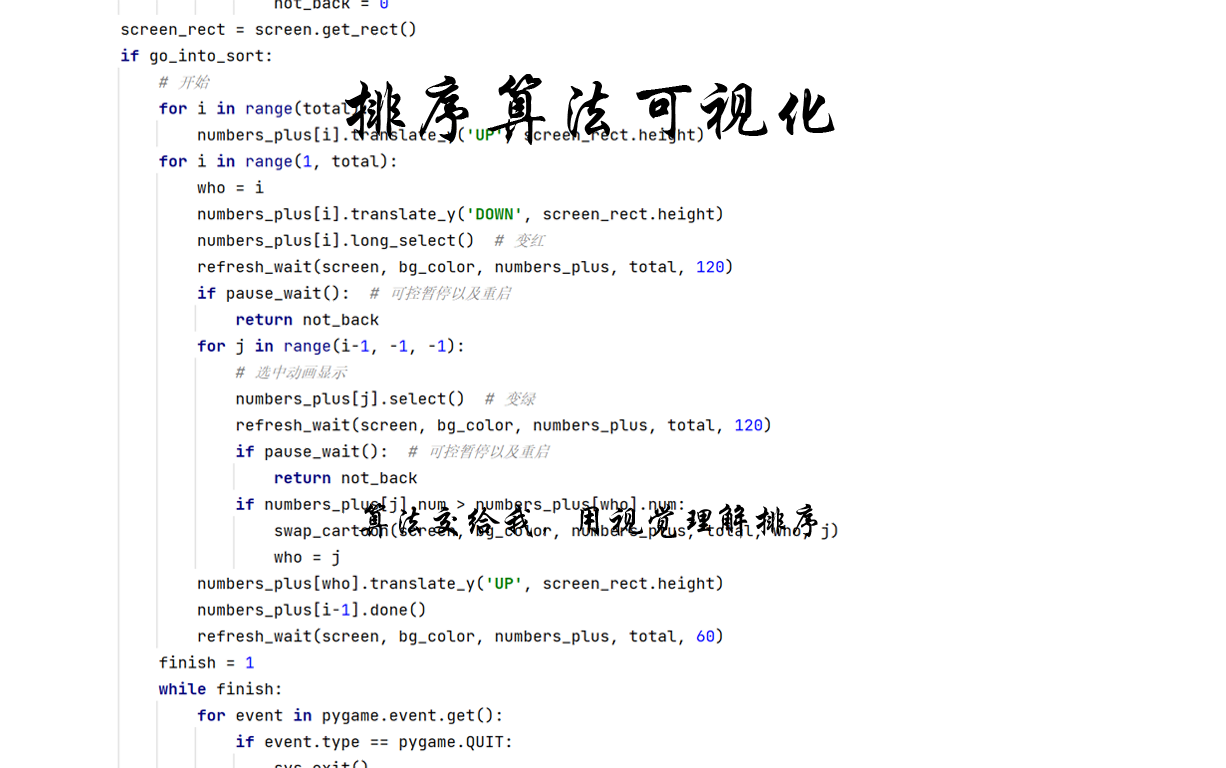 not_back = 0
screen_rect = screen.get_rect()
if go_into_sort:
# 开始
排序算法可视化
for i in range(total
numbers_plus[i].translate_y('UP', screen_rect.height)
for i in range(1, total):
who = i
numbers_plus[i].translate_y('DOWN', screen_rect.height)
numbers_plus[i].long_select()  # 变红
refresh_wait(screen, bg_color, numbers_plus, total, 120)
if pause_wait():  # 可控暂停以及重启
return not_back
for j in range(i-1, -1, -1):
# 选中动画显示
numbers_plus[j].select()  # 变绿
refresh_wait(screen, bg_color, numbers_plus, total, 120)
if pause_wait():  # 可控暂停以及重启
return not_back
if numbers_plus[j].num > numbers_plus[who].num:
算法交给我，用视觉理解排序
swap_cartoon(screen, bg_color, numbers_plus, total, who, j)
who = j
numbers_plus[who].translate_y('UP', screen_rect.height)
numbers_plus[i-1].done()
refresh_wait(screen, bg_color, numbers_plus, total, 60)
finish = 1
while finish:
for event in pygame.event.get():
if event.type == pygame.QUIT:
sys.exit()